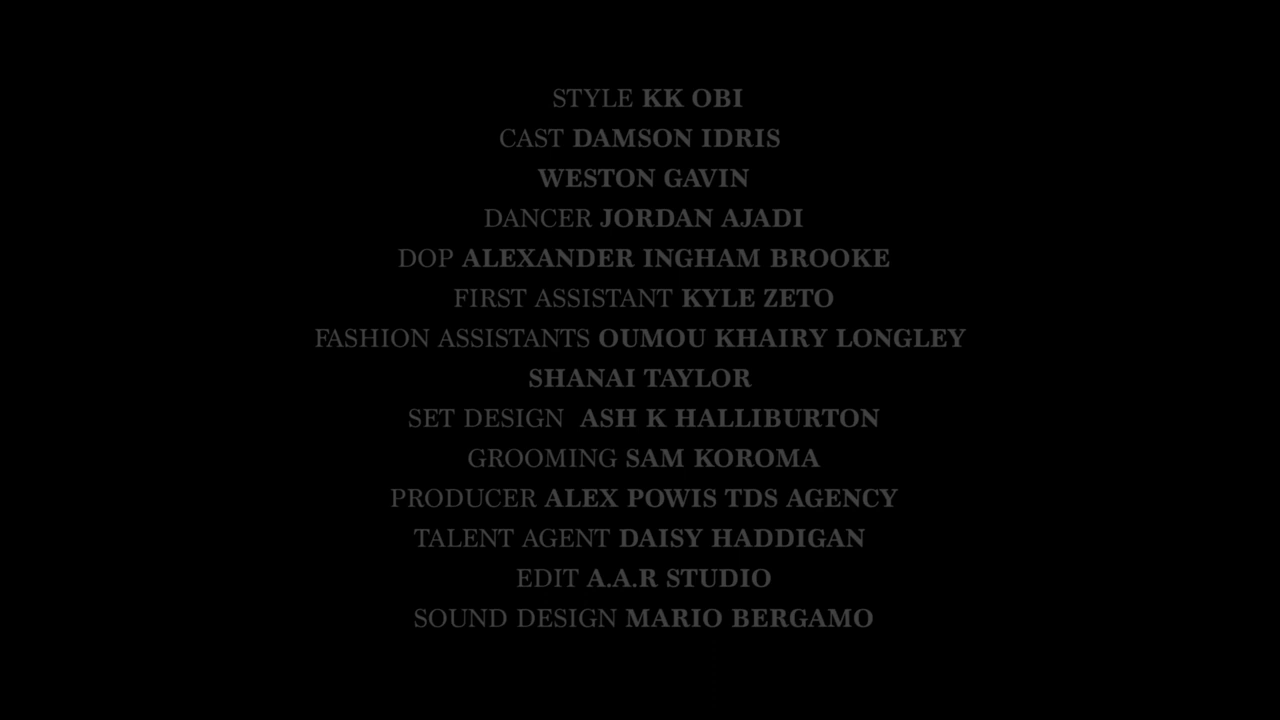 STYLE KK OBI
CAST DAMSON IDRIS
WESTON GAVIN
DANCER JORDAN AJADI
DOP ALEXANDER INGHAM BROOKE
FIRST ASSISTANT KYLE ZETO
FASHION ASSISTANTS OUMOU KHAIRY LONGLEY
SHANAI TAYLOR
SET DESIGN  ASH K HALLIBURTON
GROOMING SAM KOROMA
PRODUCER ALEX POWIS TDS AGENCY
TALENT AGENT DAISY HADDIGAN
EDIT A.A.R STUDIO
SOUND DESIGN MARIO BERGAMO